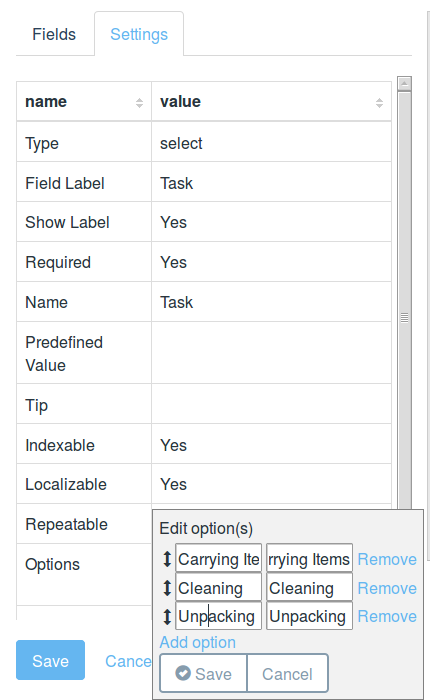 Fields Settings
name value
Type select
Field Label Task
Show Label Yes
Required Yes
Name Task
Predefined
Value
Tip
Indexable Yes
Localizable Yes
Repeatable
Options
Edit option(s)
Carrying Ite rrying Items Remove
Cleaning Cleaning Remove
Unpacking Unpacking Remove
Add option
Save Cancel
Save Cance